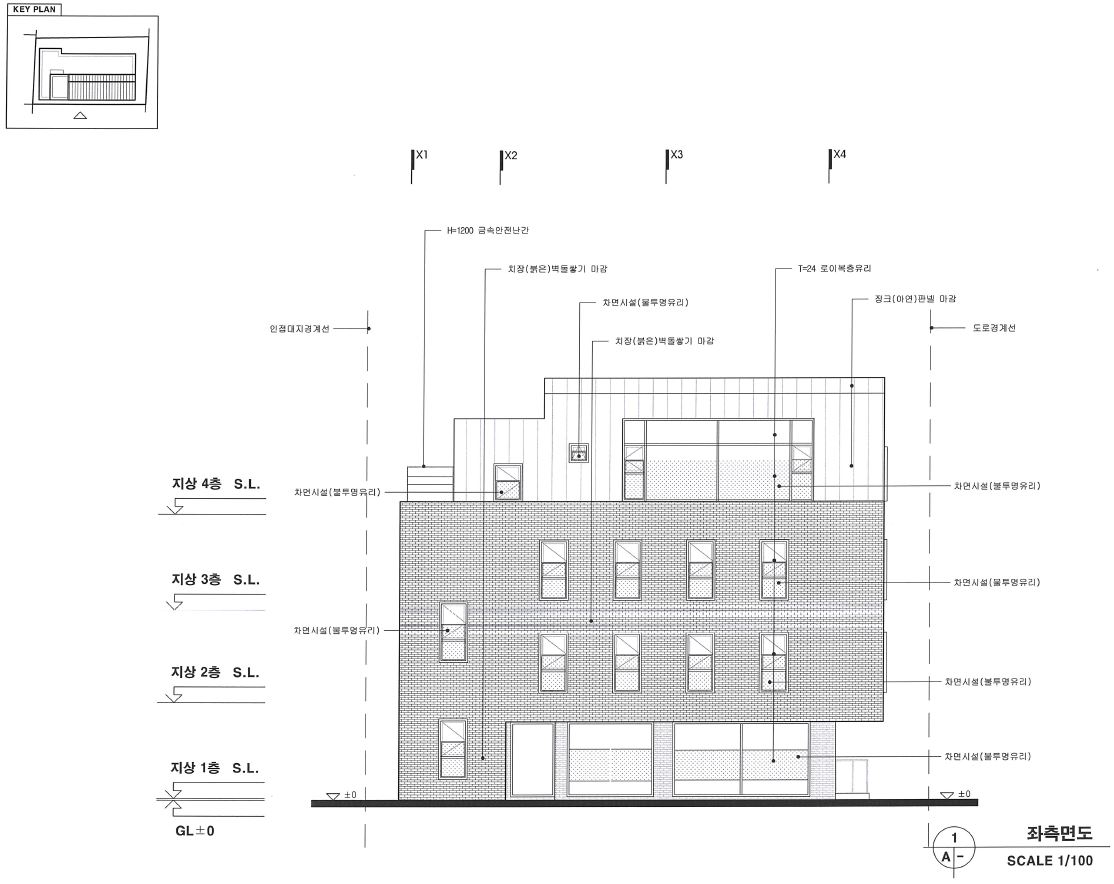 KEY PLAN
X1
X2
X3
X4
H=1200 금속안전난간
치장(붉은)벽돌쌓기 마감
T=24 로이복층유리
차면시설(불투명유리)
징크(아연)판넬 마감
인접대지경계선
도로경계선
치장(붉은)벽돌쌓기 마감
지상 4층 S.L.
차면시설(불투명유리)
차면시설(불투명유리)
지상 3층 S.L.
차면시설(불투명유리)
차면시설(불투명유리)
지상 2층 S.L.
차면시설(불투명유리)
차면시설(불투명유리)
지상 1층 S.L.
±0
±0
GL±0
1
A -
좌측면도
SCALE 1/100